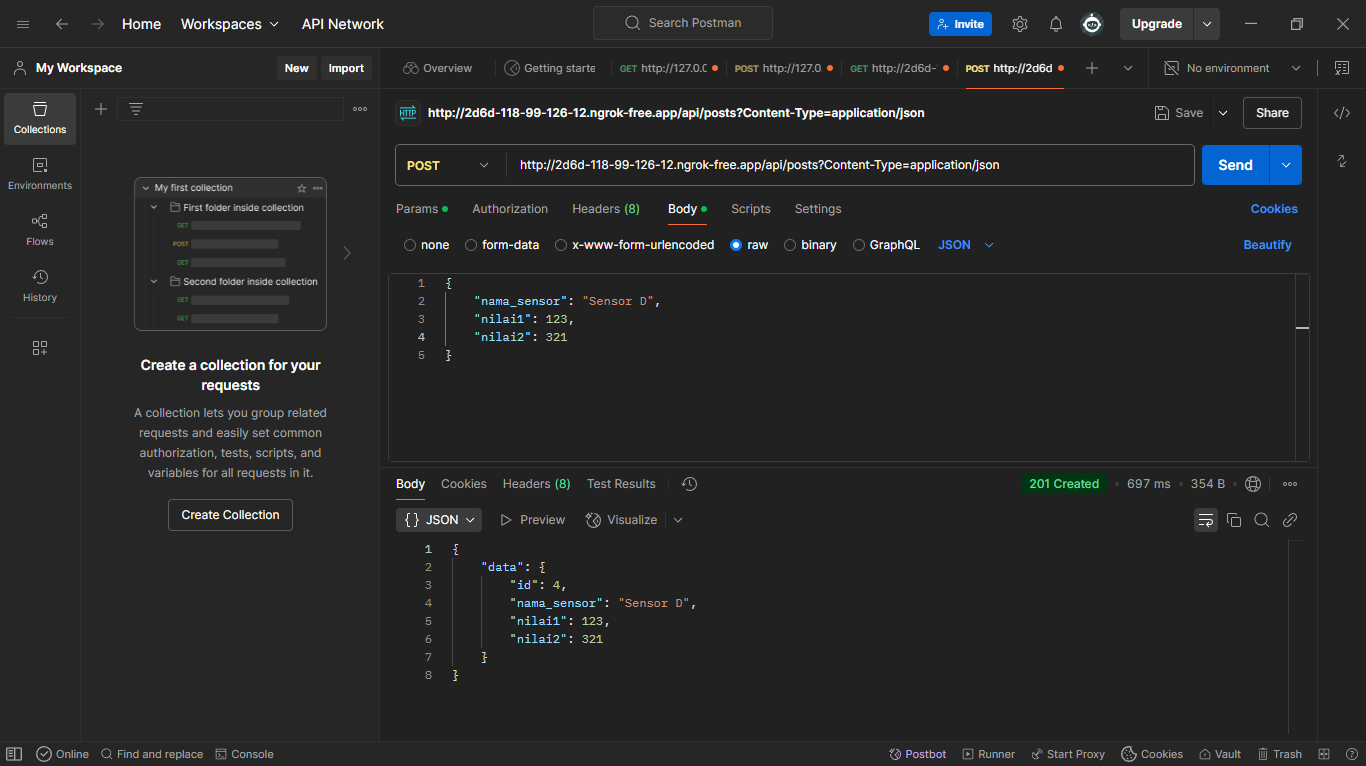 Home Workspaces API Network Search Postman Invite Upgrade
My Workspace New Import Overview Getting starte GET http://127.0.0 POST http://127.0 GET http://2d6d- POST http://2d6d No environment
Collections
Environments
Flows
History
My first collection
First folder inside collection
GET
POST
GET
Second folder inside collection
GET
GET
Create a collection for your
requests
A collection lets you group related
requests and easily set common
authorization, tests, scripts, and
variables for all requests in it.
Create Collection
HTTP http://2d6d-118-99-126-12.ngrok-free.app/api/posts?Content-Type=application/json Save Share
POST http://2d6d-118-99-126-12.ngrok-free.app/api/posts?Content-Type=application/json Send
Params Authorization Headers (8) Body Scripts Settings Cookies
none form-data x-www-form-urlencoded raw binary GraphQL JSON Beautify
1 {
2 "nama_sensor": "Sensor D",
3 "nilai1": 123,
4 "nilai2": 321
5 }
Body Cookies Headers (8) Test Results 201 Created 697 ms 354 B
{} JSON Preview Visualize
1 {
2 "data": {
3 "id": 4,
4 "nama_sensor": "Sensor D",
5 "nilai1": 123,
6 "nilai2": 321
7 }
8 }
Online Find and replace Console Postbot Runner Start Proxy Cookies Vault Trash